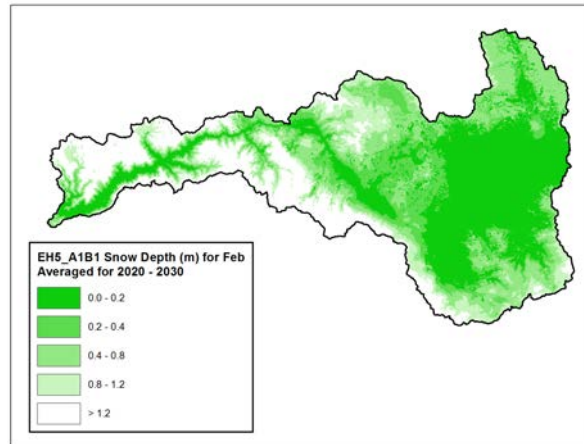 EH5_A1B1 Snow Depth (m) for Feb
Averaged for 2020 - 2030
0.0 - 0.2
0.2 - 0.4
0.4 - 0.8
0.8 - 1.2
> 1.2